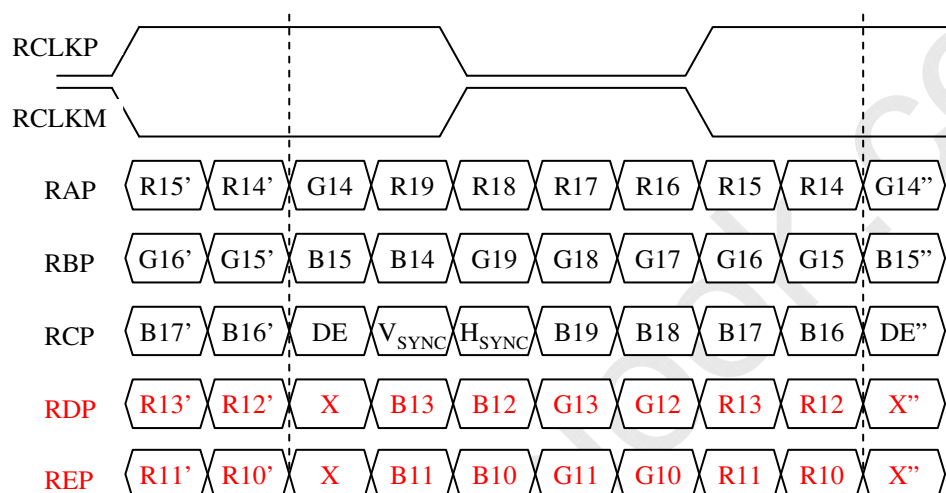 RCLKP
RCLKM
RAP R15’ R14’ G14 R19 R18 R17 R16 R15 R14 G14”
RBP G16’ G15’ B15 B14 G19 G18 G17 G16 G15 B15”
RCP B17’ B16’ DE VSYNC HSYNC B19 B18 B17 B16 DE”
RDP R13’ R12’ X B13 B12 G13 G12 R13 R12 X”
REP R11’ R10’ X B11 B10 G11 G10 R11 R10 X”